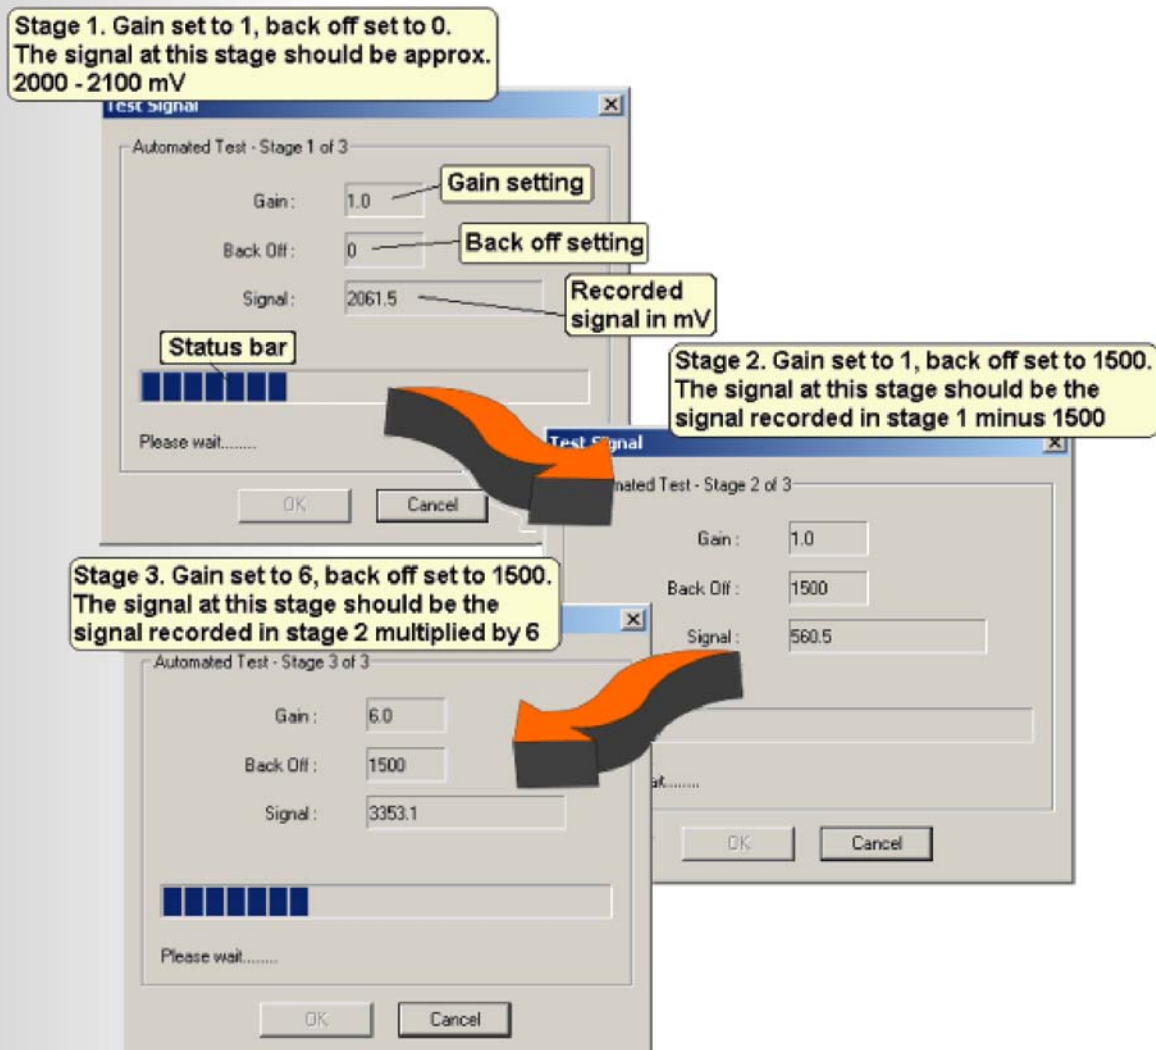 Stage 1. Gain set to 1, back off set to 0.
The signal at this stage should be approx.
2000 - 2100 mV
Test Signal
Automated Test - Stage 1 of 3
Gain :
1.0
Gain setting
Back Off :
0
Back off setting
Signal :
2061.5
Recorded
signal in mV
Status bar
Please wait........
OK
Cancel
Stage 2. Gain set to 1, back off set to 1500.
The signal at this stage should be the
signal recorded in stage 1 minus 1500
Test Signal
mated Test - Stage 2 of 3
Gain :
1.0
Back Off :
1500
Signal :
560.5
ait........
OK
Cancel
Stage 3. Gain set to 6, back off set to 1500.
The signal at this stage should be the
signal recorded in stage 2 multiplied by 6
Automated Test - Stage 3 of 3
Gain :
6.0
Back Off :
1500
Signal :
3353.1
Please wait........
OK
Cancel